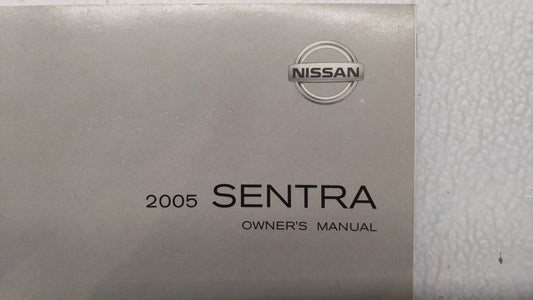 NISSAN
2005 SENTRA
OWNER'S MANUAL